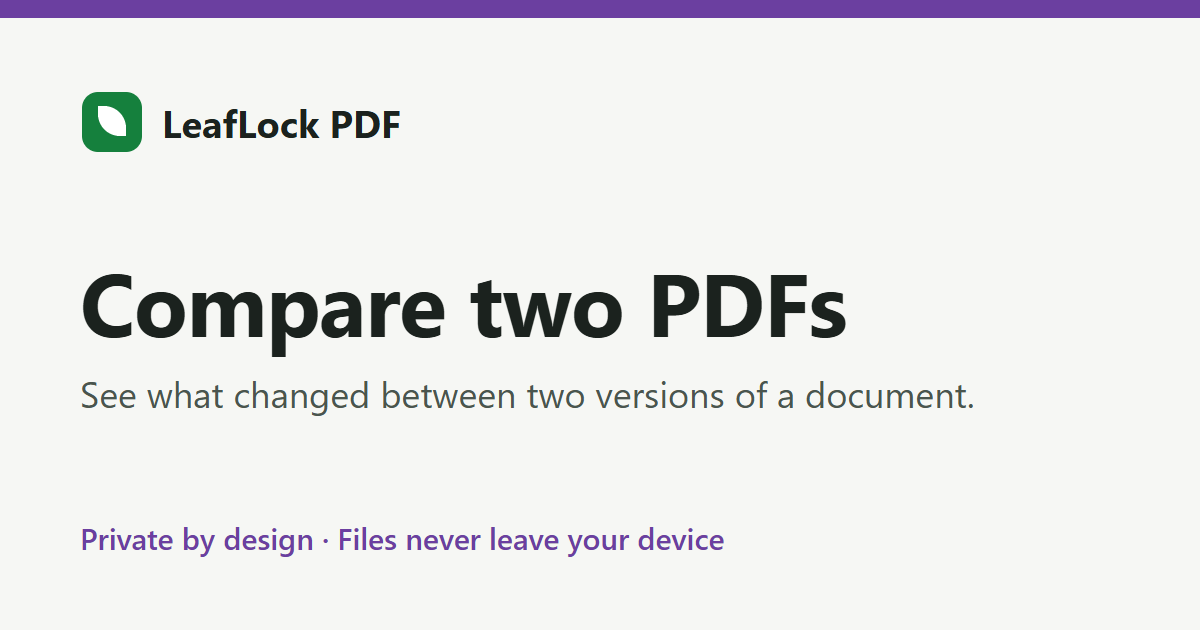 LeafLock PDF
Compare two PDFs
See what changed between two versions of a document.
Private by design · Files never leave your device